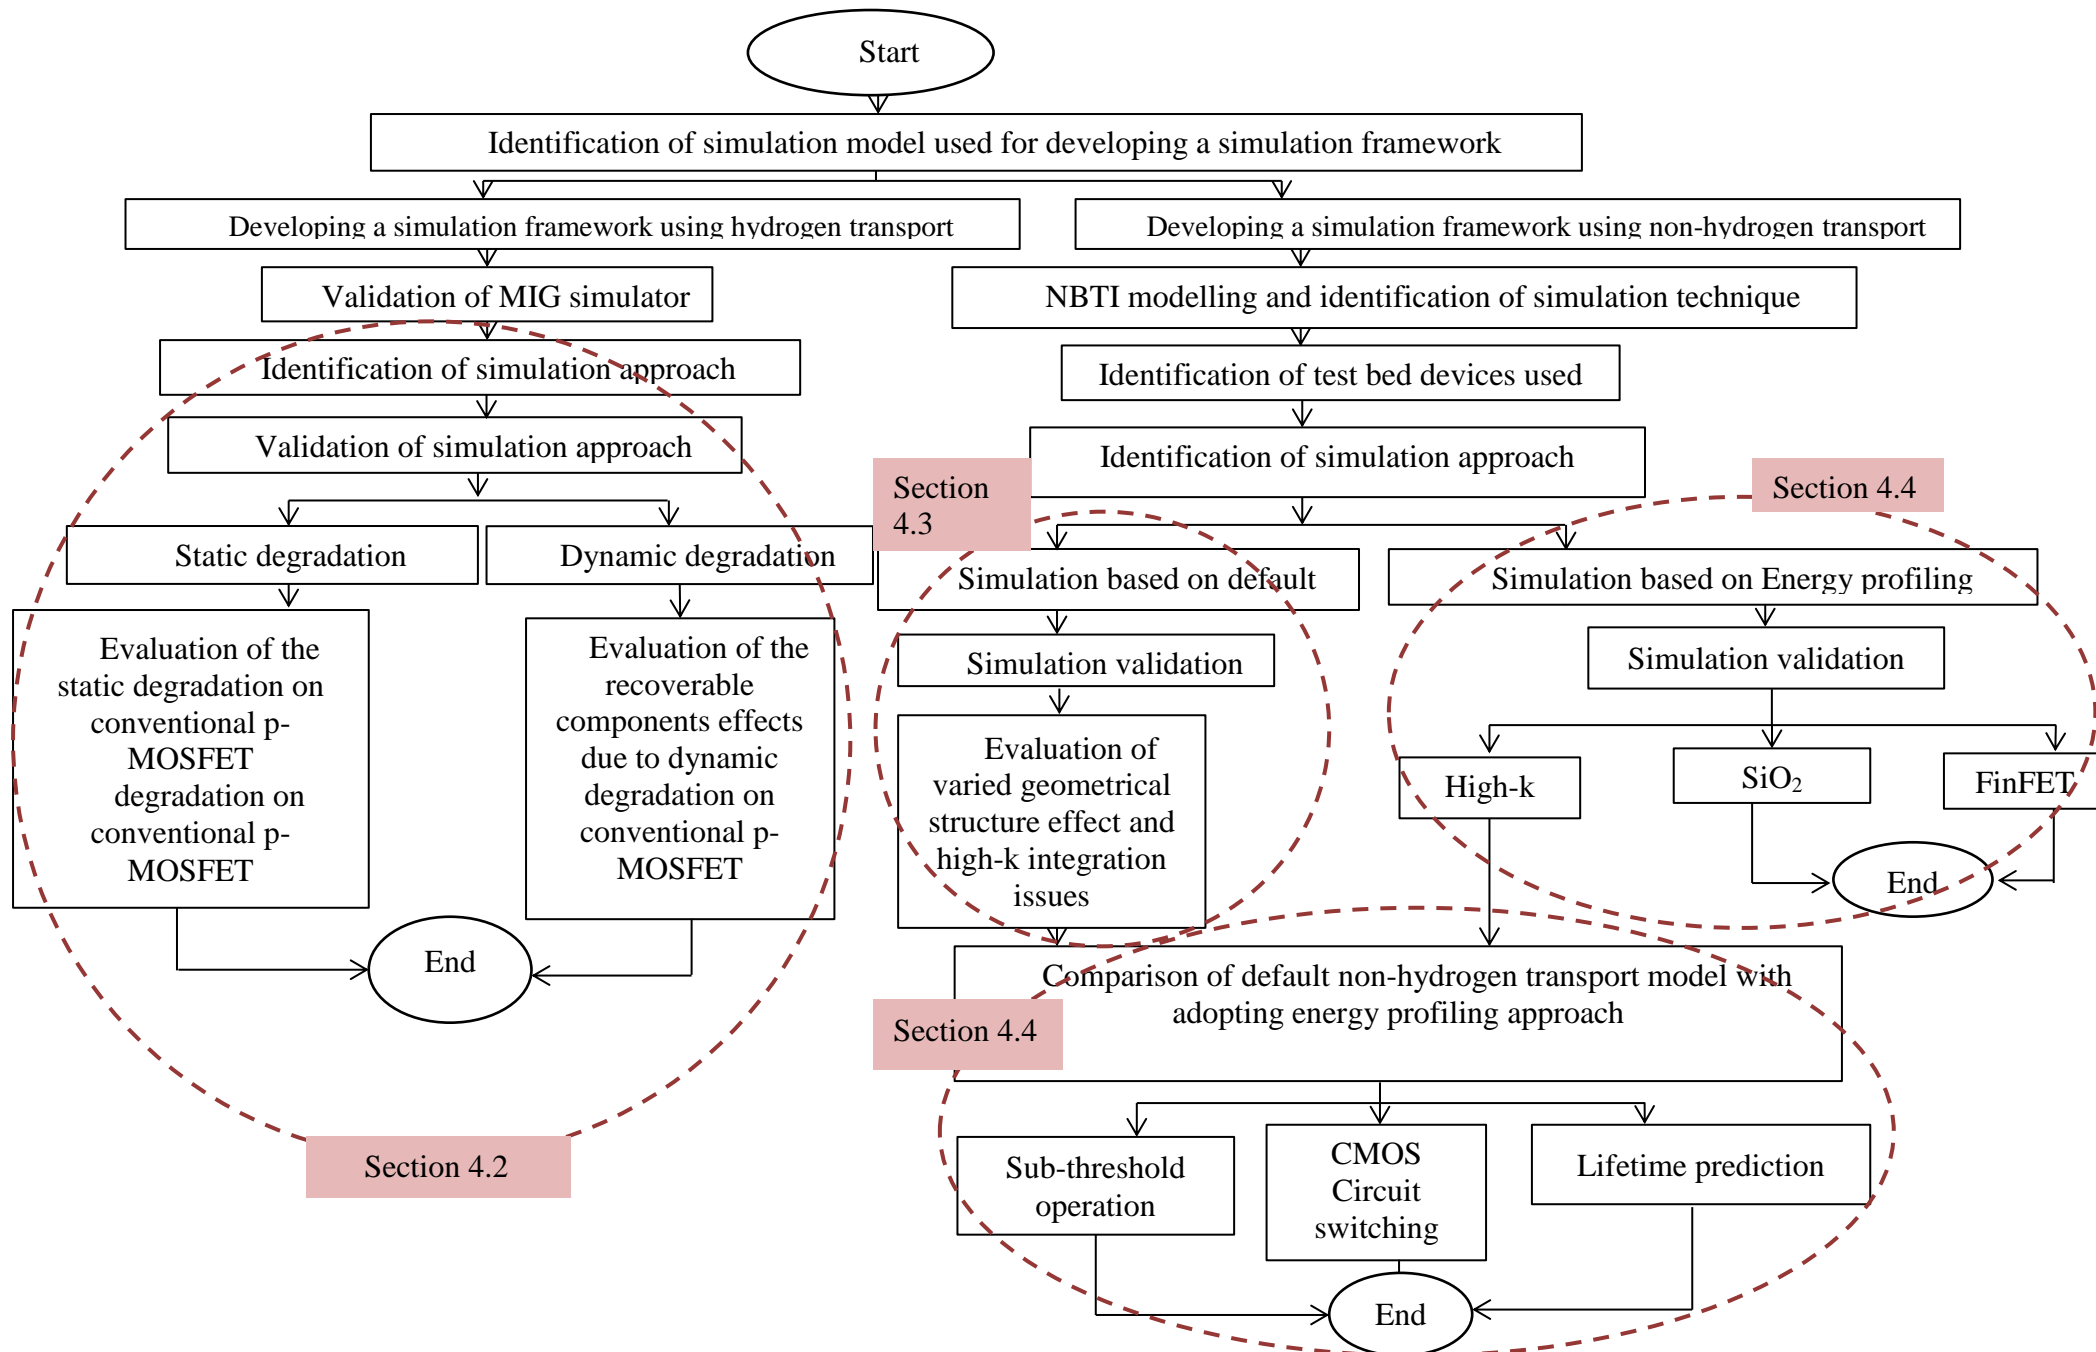 Start
Identification of simulation model used for developing a simulation framework
Developing a simulation framework using hydrogen transport
Developing a simulation framework using non-hydrogen transport
Validation of MIG simulator
NBTI modelling and identification of simulation technique
Identification of simulation approach
Identification of test bed devices used
Validation of simulation approach
Identification of simulation approach
Section
4.3
Section 4.4
Static degradation
Dynamic degradation
Simulation based on default
Simulation based on Energy profiling
Evaluation of the
static degradation on
conventional p-
MOSFET
degradation on
conventional p-
MOSFET
Evaluation of the
recoverable
components effects
due to dynamic
degradation on
conventional p-
MOSFET
Simulation validation
Simulation validation
Evaluation of
varied geometrical
structure effect and
high-k integration
issues
High-k
SiO₂
FinFET
End
End
Comparison of default non-hydrogen transport model with
adopting energy profiling approach
Section 4.4
Section 4.2
Sub-threshold
operation
CMOS
Circuit
switching
Lifetime prediction
End